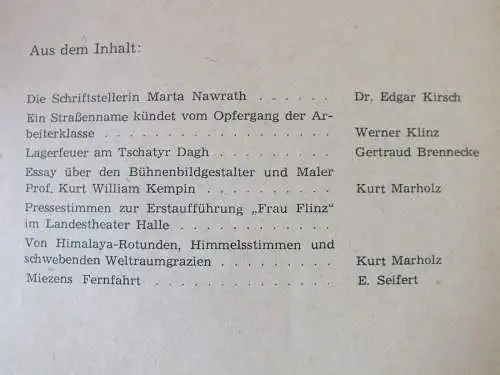 Aus dem Inhalt:
Die Schriftstellerin Marta Nawrath . . . . . . Dr. Edgar Kirsch
Ein Straßenname kündet vom Opfergang der Ar-
beiterklasse . . . . . . . . . . . . . Werner Klinz
Lagerfeuer am Tschatyr Dagh . . . . . . . . Gertraud Brennecke
Essay über den Bühnenbildgestalter und Maler
Prof. Kurt William Kempin . . . . . . . . Kurt Marholz
Pressestimmen zur Erstaufführung „Frau Flinz"
im Landestheater Halle . . . . . . . . .
Von Himalaya-Rotunden, Himmelsstimmen und
schwebenden Weltraumgrazien . . . . . . . Kurt Marholz
Miezens Fernfahrt . . . . . . . . . . . E. Seifert